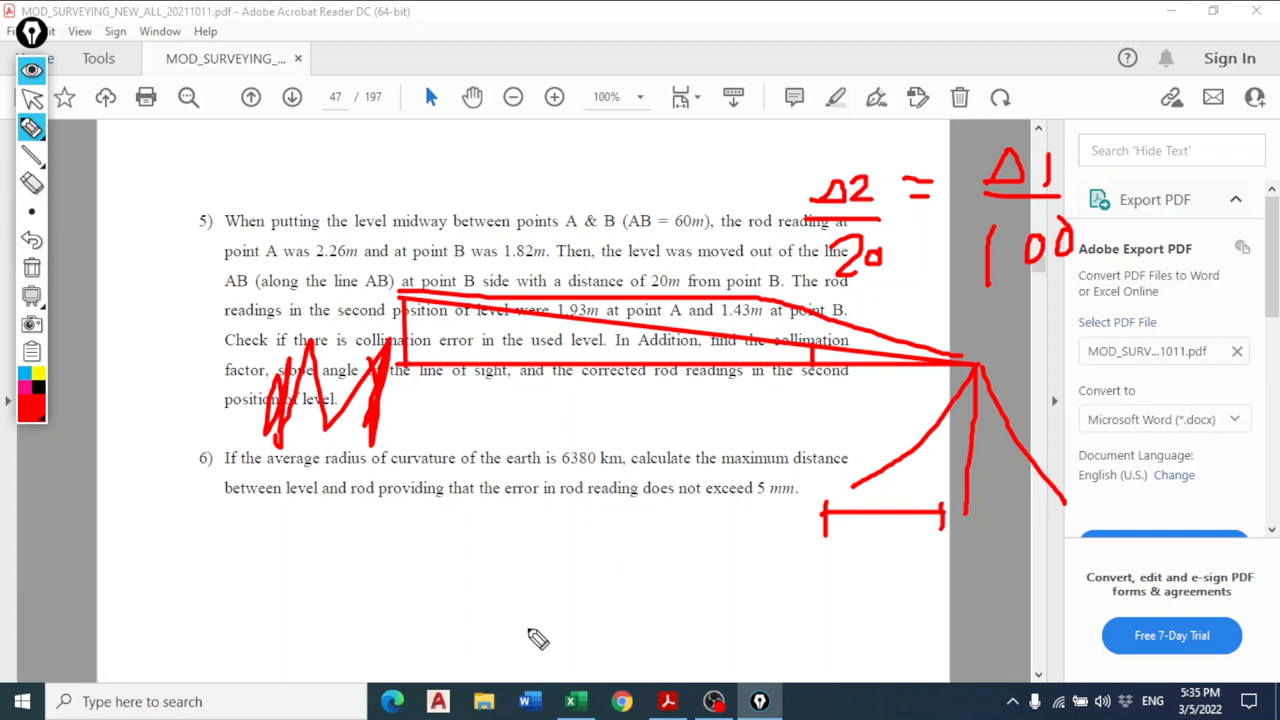 MOD_SURVEYING_NEW_ALL_20211011.pdf - Adobe Acrobat Reader DC (64-bit)
View Sign Window Help
Tools MOD_SURVEYING_... × Sign In
47 / 197 100%
Search 'Hide Text'
Δ2 = Δ1
20 100
5) When putting the level midway between points A & B (AB = 60m), the rod reading at
point A was 2.26m and at point B was 1.82m. Then, the level was moved out of the line
AB (along the line AB) at point B side with a distance of 20m from point B. The rod
readings in the second position of level were 1.93m at point A and 1.43m at point B.
Check if there is collimation error in the used level. In Addition, find the collimation
factor, slope angle of the line of sight, and the corrected rod readings in the second
position of level.
6) If the average radius of curvature of the earth is 6380 km, calculate the maximum distance
between level and rod providing that the error in rod reading does not exceed 5 mm.
Export PDF
Adobe Export PDF
Convert PDF Files to Word
or Excel Online
Select PDF File
MOD_SURV...1011.pdf
Convert to
Microsoft Word (*.docx)
Document Language:
English (U.S.) Change
Convert, edit and e-sign PDF
forms & agreements
Free 7-Day Trial
Type here to search
ENG
5:35 PM
3/5/2022